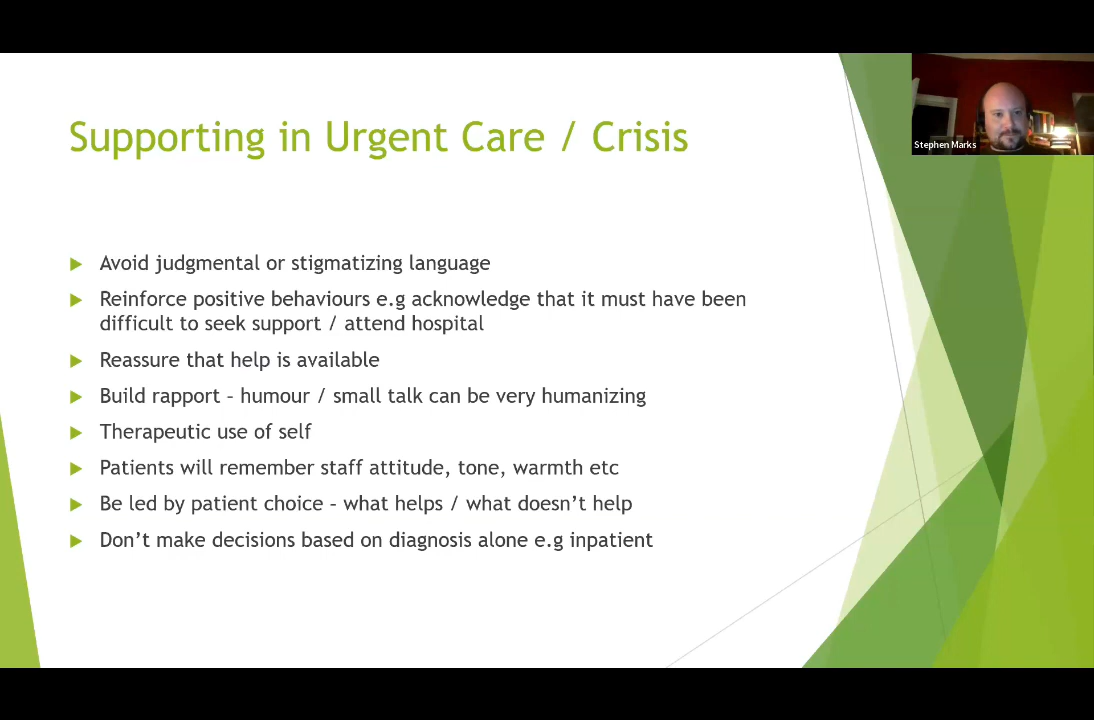 Supporting in Urgent Care / Crisis
Stephen Marks
Avoid judgmental or stigmatizing language
Reinforce positive behaviours e.g acknowledge that it must have been
difficult to seek support / attend hospital
Reassure that help is available
Build rapport – humour / small talk can be very humanizing
Therapeutic use of self
Patients will remember staff attitude, tone, warmth etc
Be led by patient choice – what helps / what doesn’t help
Don’t make decisions based on diagnosis alone e.g inpatient